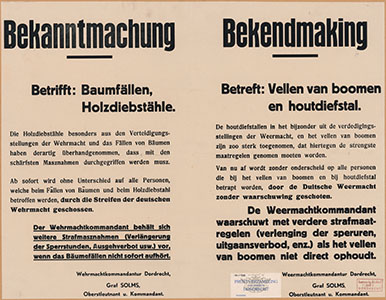 Bekanntmachung
Betrifft: Baumfällen,
Holzdiebstähle.
Die Holzdiebstähle besonders aus den Verteidigungs-
stellungen der Wehrmacht und das Fällen von Bäumen
haben derartig überhandgenommen, dass mit den
schärfsten Massnahmen durchgegriffen werden muss.
Ab sofort wird ohne Unterschied auf alle Personen,
welche beim Fällen von Bäumen und beim Holzdiebstahl
betroffen werden, durch die Streifen der deutschen
Wehrmacht geschossen.
Der Wehrmachtkommandant behält sich
weitere Strafmasznahmen (Verlängerung
der Sperrstunden, Ausgehverbot usw.) vor,
wenn das Bäumefällen nicht sofort aufhört.
Wehrmachtkommandantur Dordrecht,
Graf SOLMS,
Oberstleutnant u. Kommandant.
Bekendmaking
Betreft: Vellen van boomen
en houtdiefstal.
De houtdiefstallen in het bijzonder uit de verdedigings-
stellingen der Weermacht, en het vellen van boomen
zijn zoo sterk toegenomen, dat hiertegen de strengste
maatregelen genomen moeten worden.
Van nu af wordt zonder onderscheid op alle personen
die bij het vellen van boomen en bij houtdiefstal
betrapt worden, door de Duitsche Weermacht
zonder waarschuwing geschoten.
De Weermachtkommandant
waarschuwt met verdere strafmaat-
regelen (verlenging der speruren,
uitgaansverbod, enz.) als het vellen
van boomen niet direct ophoudt.
Wehrmachtkommandantur Dordrecht,
Graf SOLMS,
Oberstleutnant u. Kommandant.